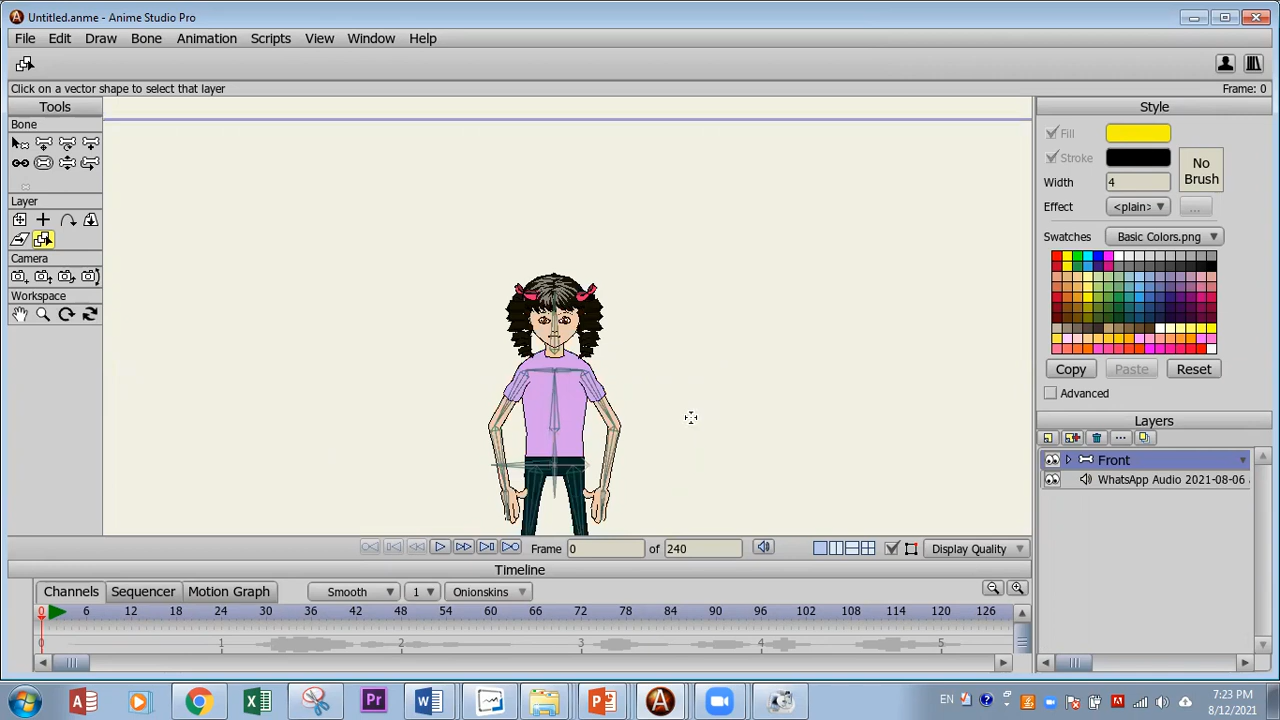 Untitled.anme - Anime Studio Pro
File Edit Draw Bone Animation Scripts View Window Help
Click on a vector shape to select that layer
Frame: 0
Tools
Bone
Layer
Camera
Workspace
Style
Fill
Stroke
No Brush
Width 4
Effect <plain> ...
Swatches Basic Colors.png
Copy Paste Reset
Advanced
Layers
Front
WhatsApp Audio 2021-08-06
Frame 0 of 240
Display Quality
Timeline
Channels Sequencer Motion Graph Smooth 1 Onionskins
0 6 12 18 24 30 36 42 48 54 60 66 72 78 84 90 96 102 108 114 120 126
0 1 2 3 4 5
EN
7:23 PM
8/12/2021